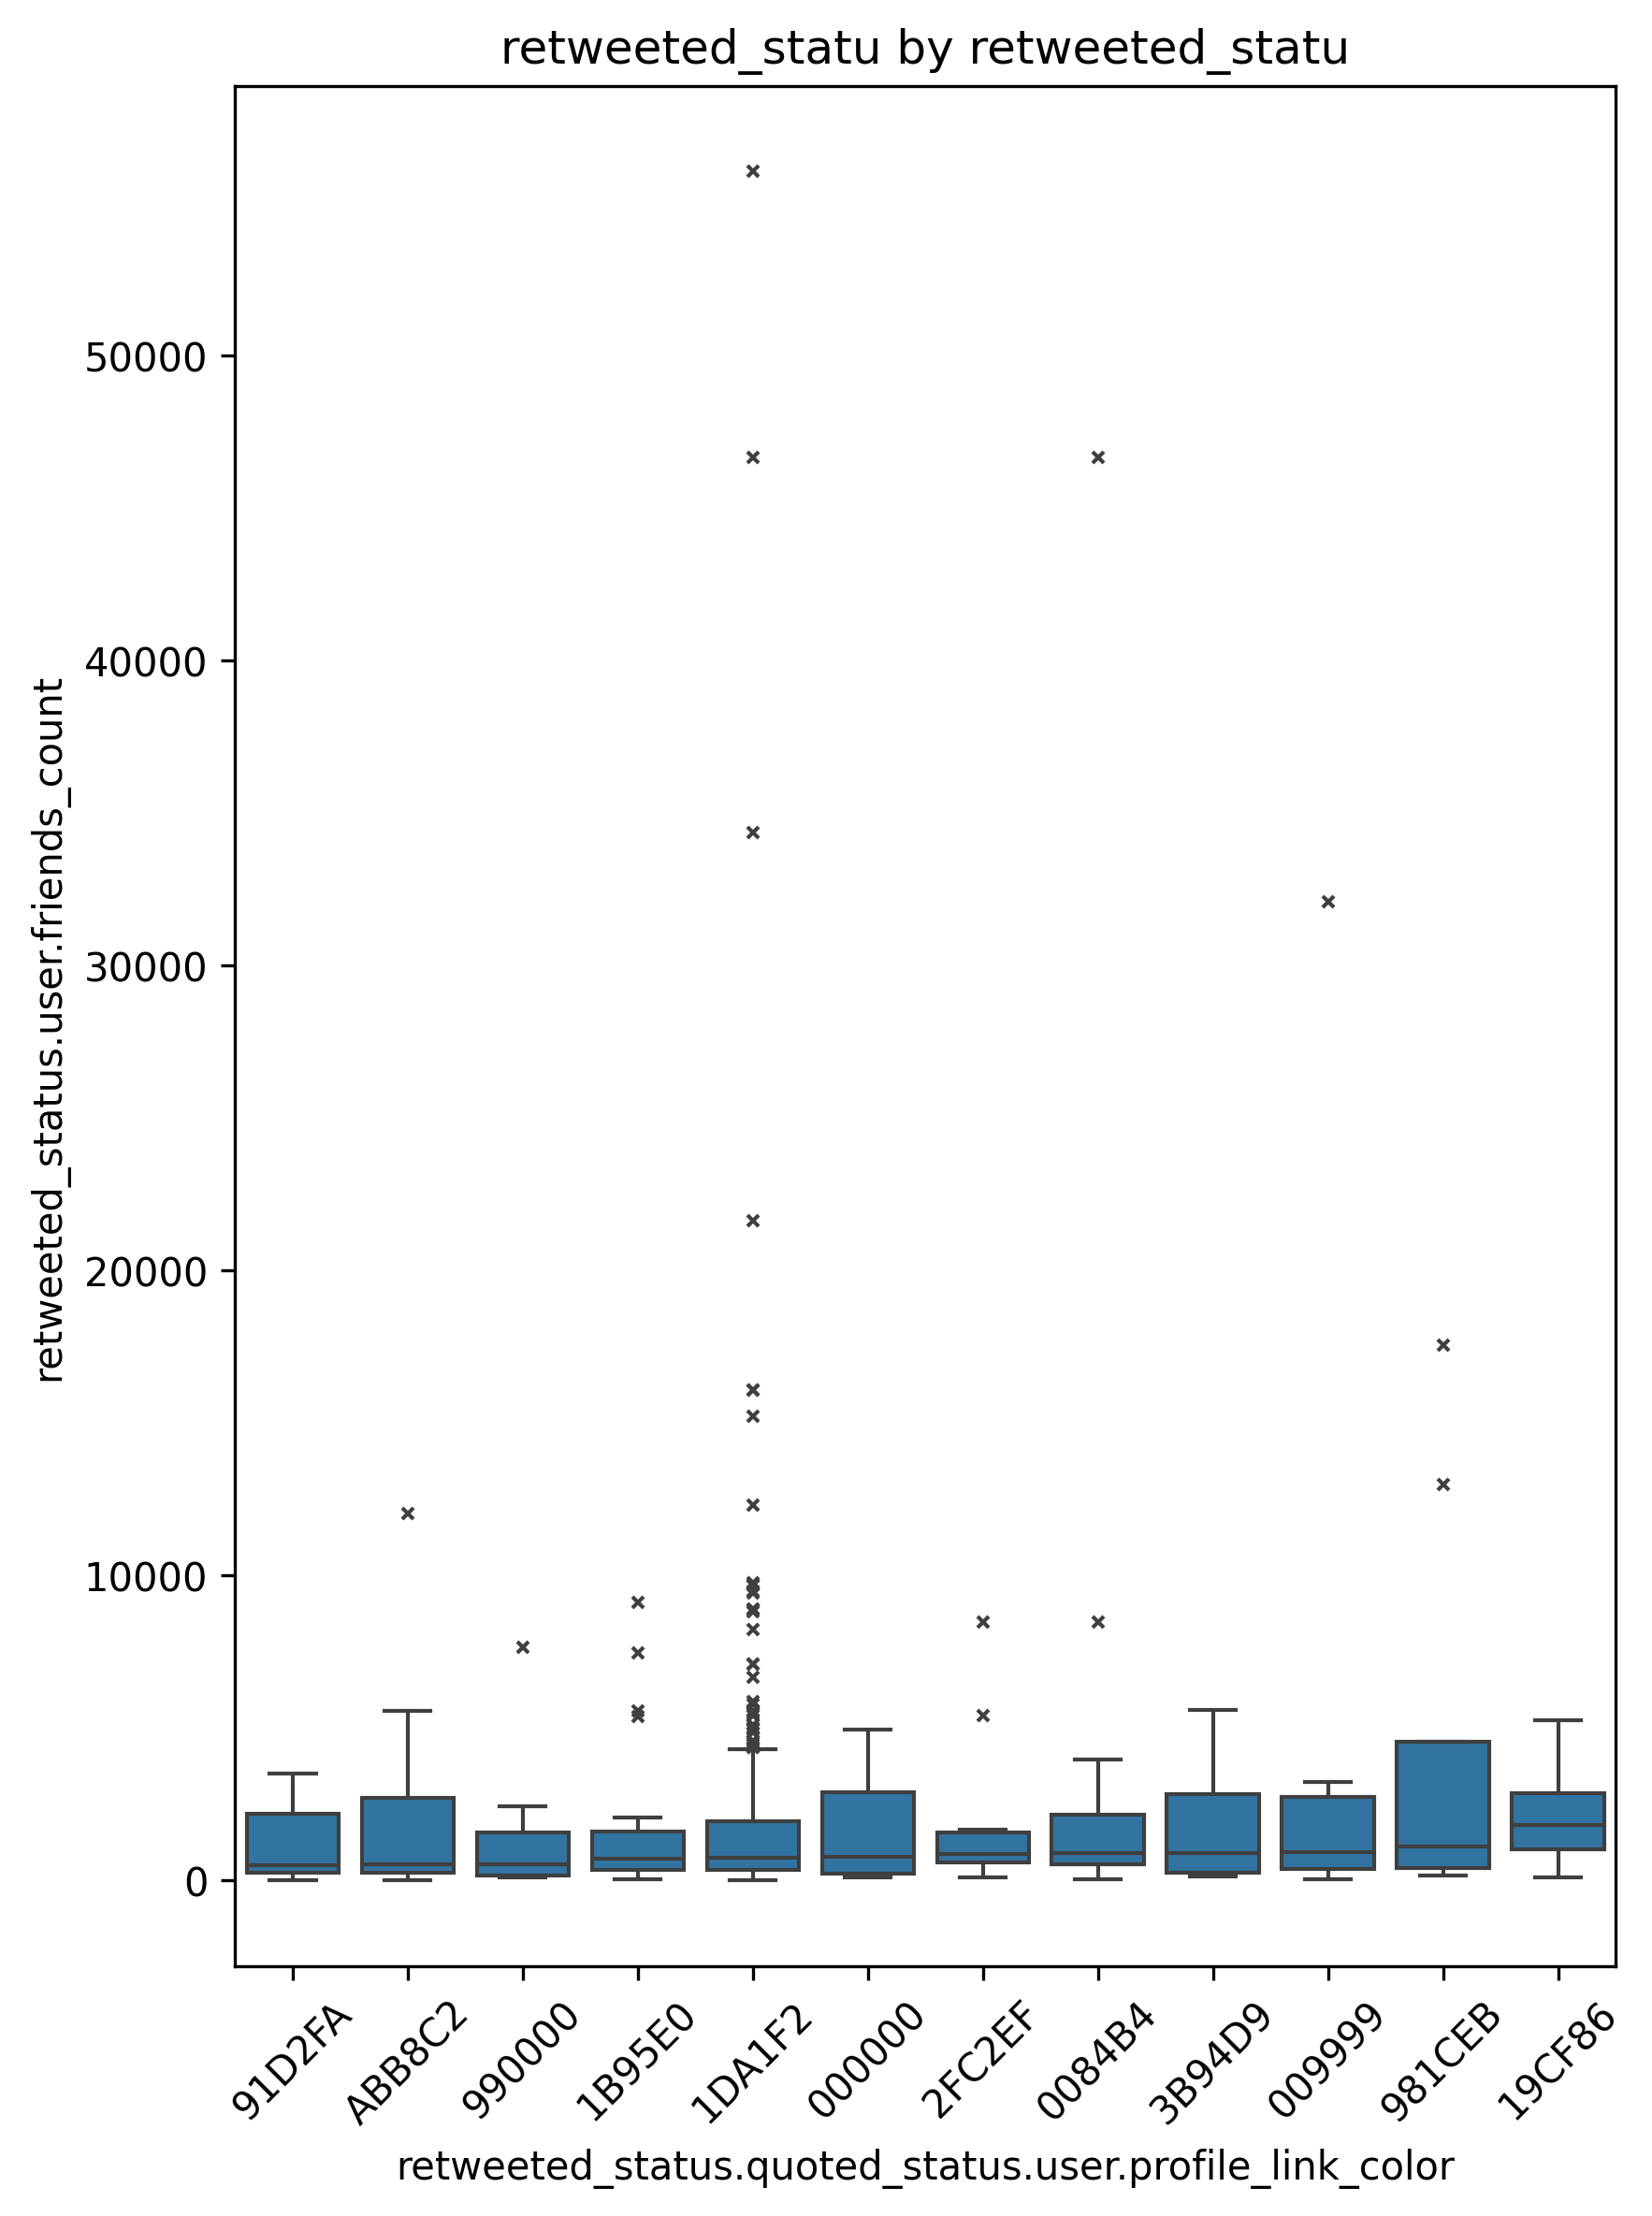 retweeted_statu by retweeted_statu
retweeted_status.user.friends_count
50000
40000
30000
20000
10000
0
91D2FA
ABB8C2
990000
1B95E0
1DA1F2
000000
2FC2EF
0084B4
3B94D9
009999
981CEB
19CF86
retweeted_status.quoted_status.user.profile_link_color